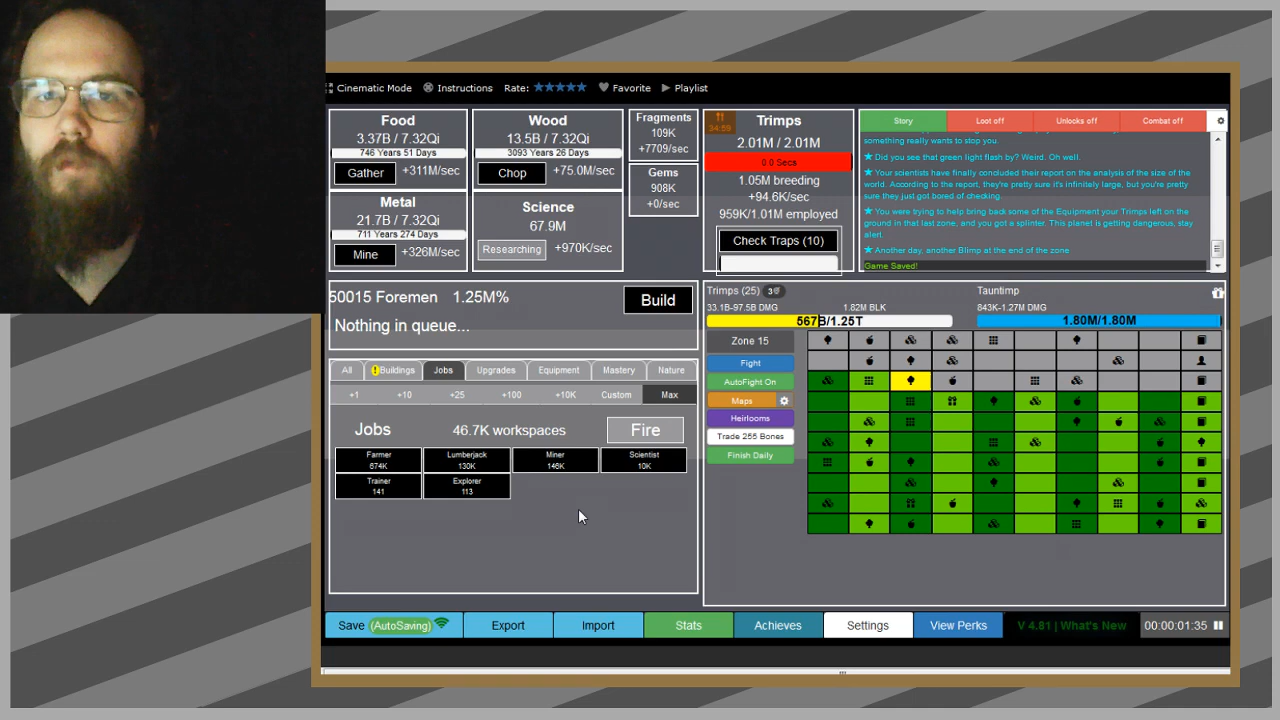 Cinematic Mode Instructions Rate: Favorite Playlist
Food
3.37B / 7.32Qi
746 Years 51 Days
Gather +311M/sec
Wood
13.5B / 7.32Qi
3093 Years 26 Days
Chop +75.0M/sec
Metal
21.7B / 7.32Qi
711 Years 274 Days
Mine +326M/sec
Science
67.9M
Researching +970K/sec
Fragments
109K
+7709/sec
Gems
908K
+0/sec
34:59
Trimps
2.01M / 2.01M
0.0 Secs
1.05M breeding
+94.6K/sec
959K/1.01M employed
Check Traps (10)
Story Loot off Unlocks off Combat off
something really wants to stop you.
Did you see that green light flash by? Weird. Oh well.
Your scientists have finally concluded their report on the analysis of the size of the
world. According to the report, they're pretty sure it's infinitely large, but you're pretty
sure they just got bored of checking.
You were trying to help bring back some of the Equipment your Trimps left on the
ground in that last zone, and you got a splinter. This planet is getting dangerous, stay
alert.
Another day, another Blimp at the end of the zone
Game Saved!
50015 Foremen 1.25M% Build
Nothing in queue...
All Buildings Jobs Upgrades Equipment Mastery Nature
+1 +10 +25 +100 +10K Custom Max
Jobs 46.7K workspaces Fire
Farmer
674K
Lumberjack
130K
Miner
146K
Scientist
10K
Trainer
141
Explorer
113
Trimps (25) 3
33.1B-97.5B DMG 1.82M BLK
567B/1.25T
Tauntimp
843K-1.27M DMG
1.80M/1.80M
Zone 15
Fight
AutoFight On
Maps
Heirlooms
Trade 255 Bones
Finish Daily
Save (AutoSaving) Export Import Stats Achieves Settings View Perks V 4.81 | What's New 00:00:01:35